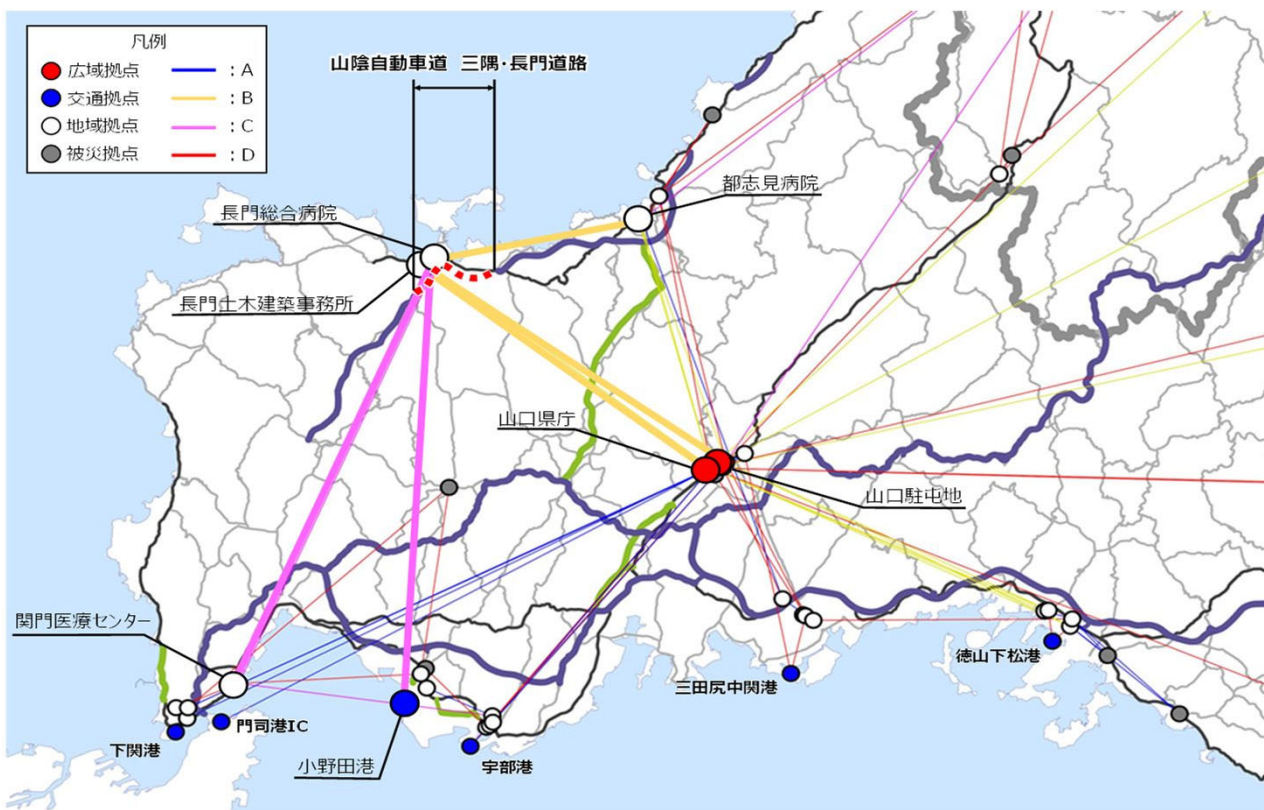 凡例
広域拠点 ：A
交通拠点 ：B
地域拠点 ：C
被災拠点 ：D
山陰自動車道 三隅・長門道路
都志見病院
長門総合病院
長門土木建築事務所
山口県庁
山口駐屯地
関門医療センター
徳山下松港
三田尻中関港
門司港IC
下関港
小野田港
宇部港